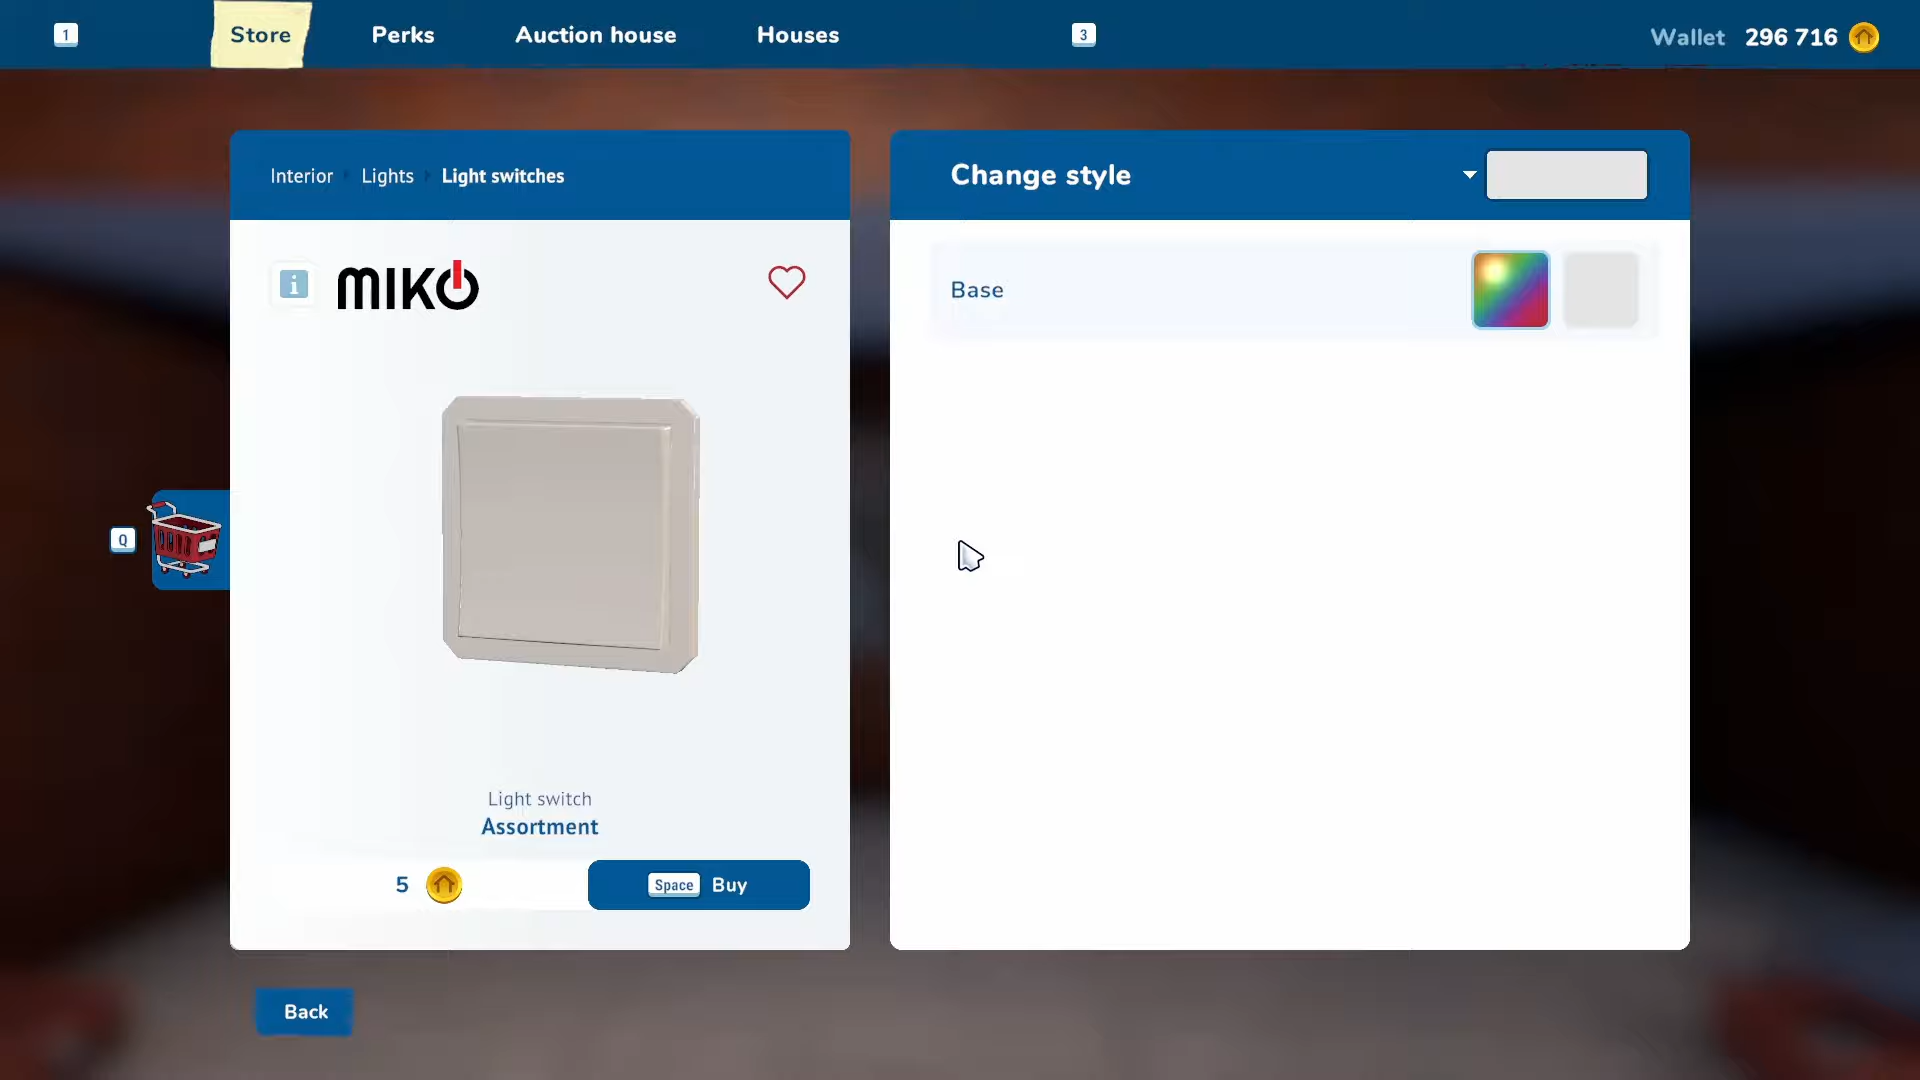 1
Store
Perks
Auction house
Houses
3
Wallet 296 716
Interior Lights Light switches
Change style
i
MIKO
Base
Q
Light switch
Assortment
5
Space Buy
Back